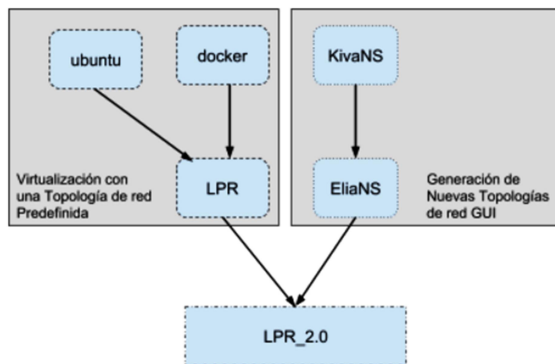 ubuntu
docker
KivaNS
LPR
EliaNS
Virtualización con
una Topología de red
Predefinida
Generación de
Nuevas Topologías
de red GUI
LPR_2.0